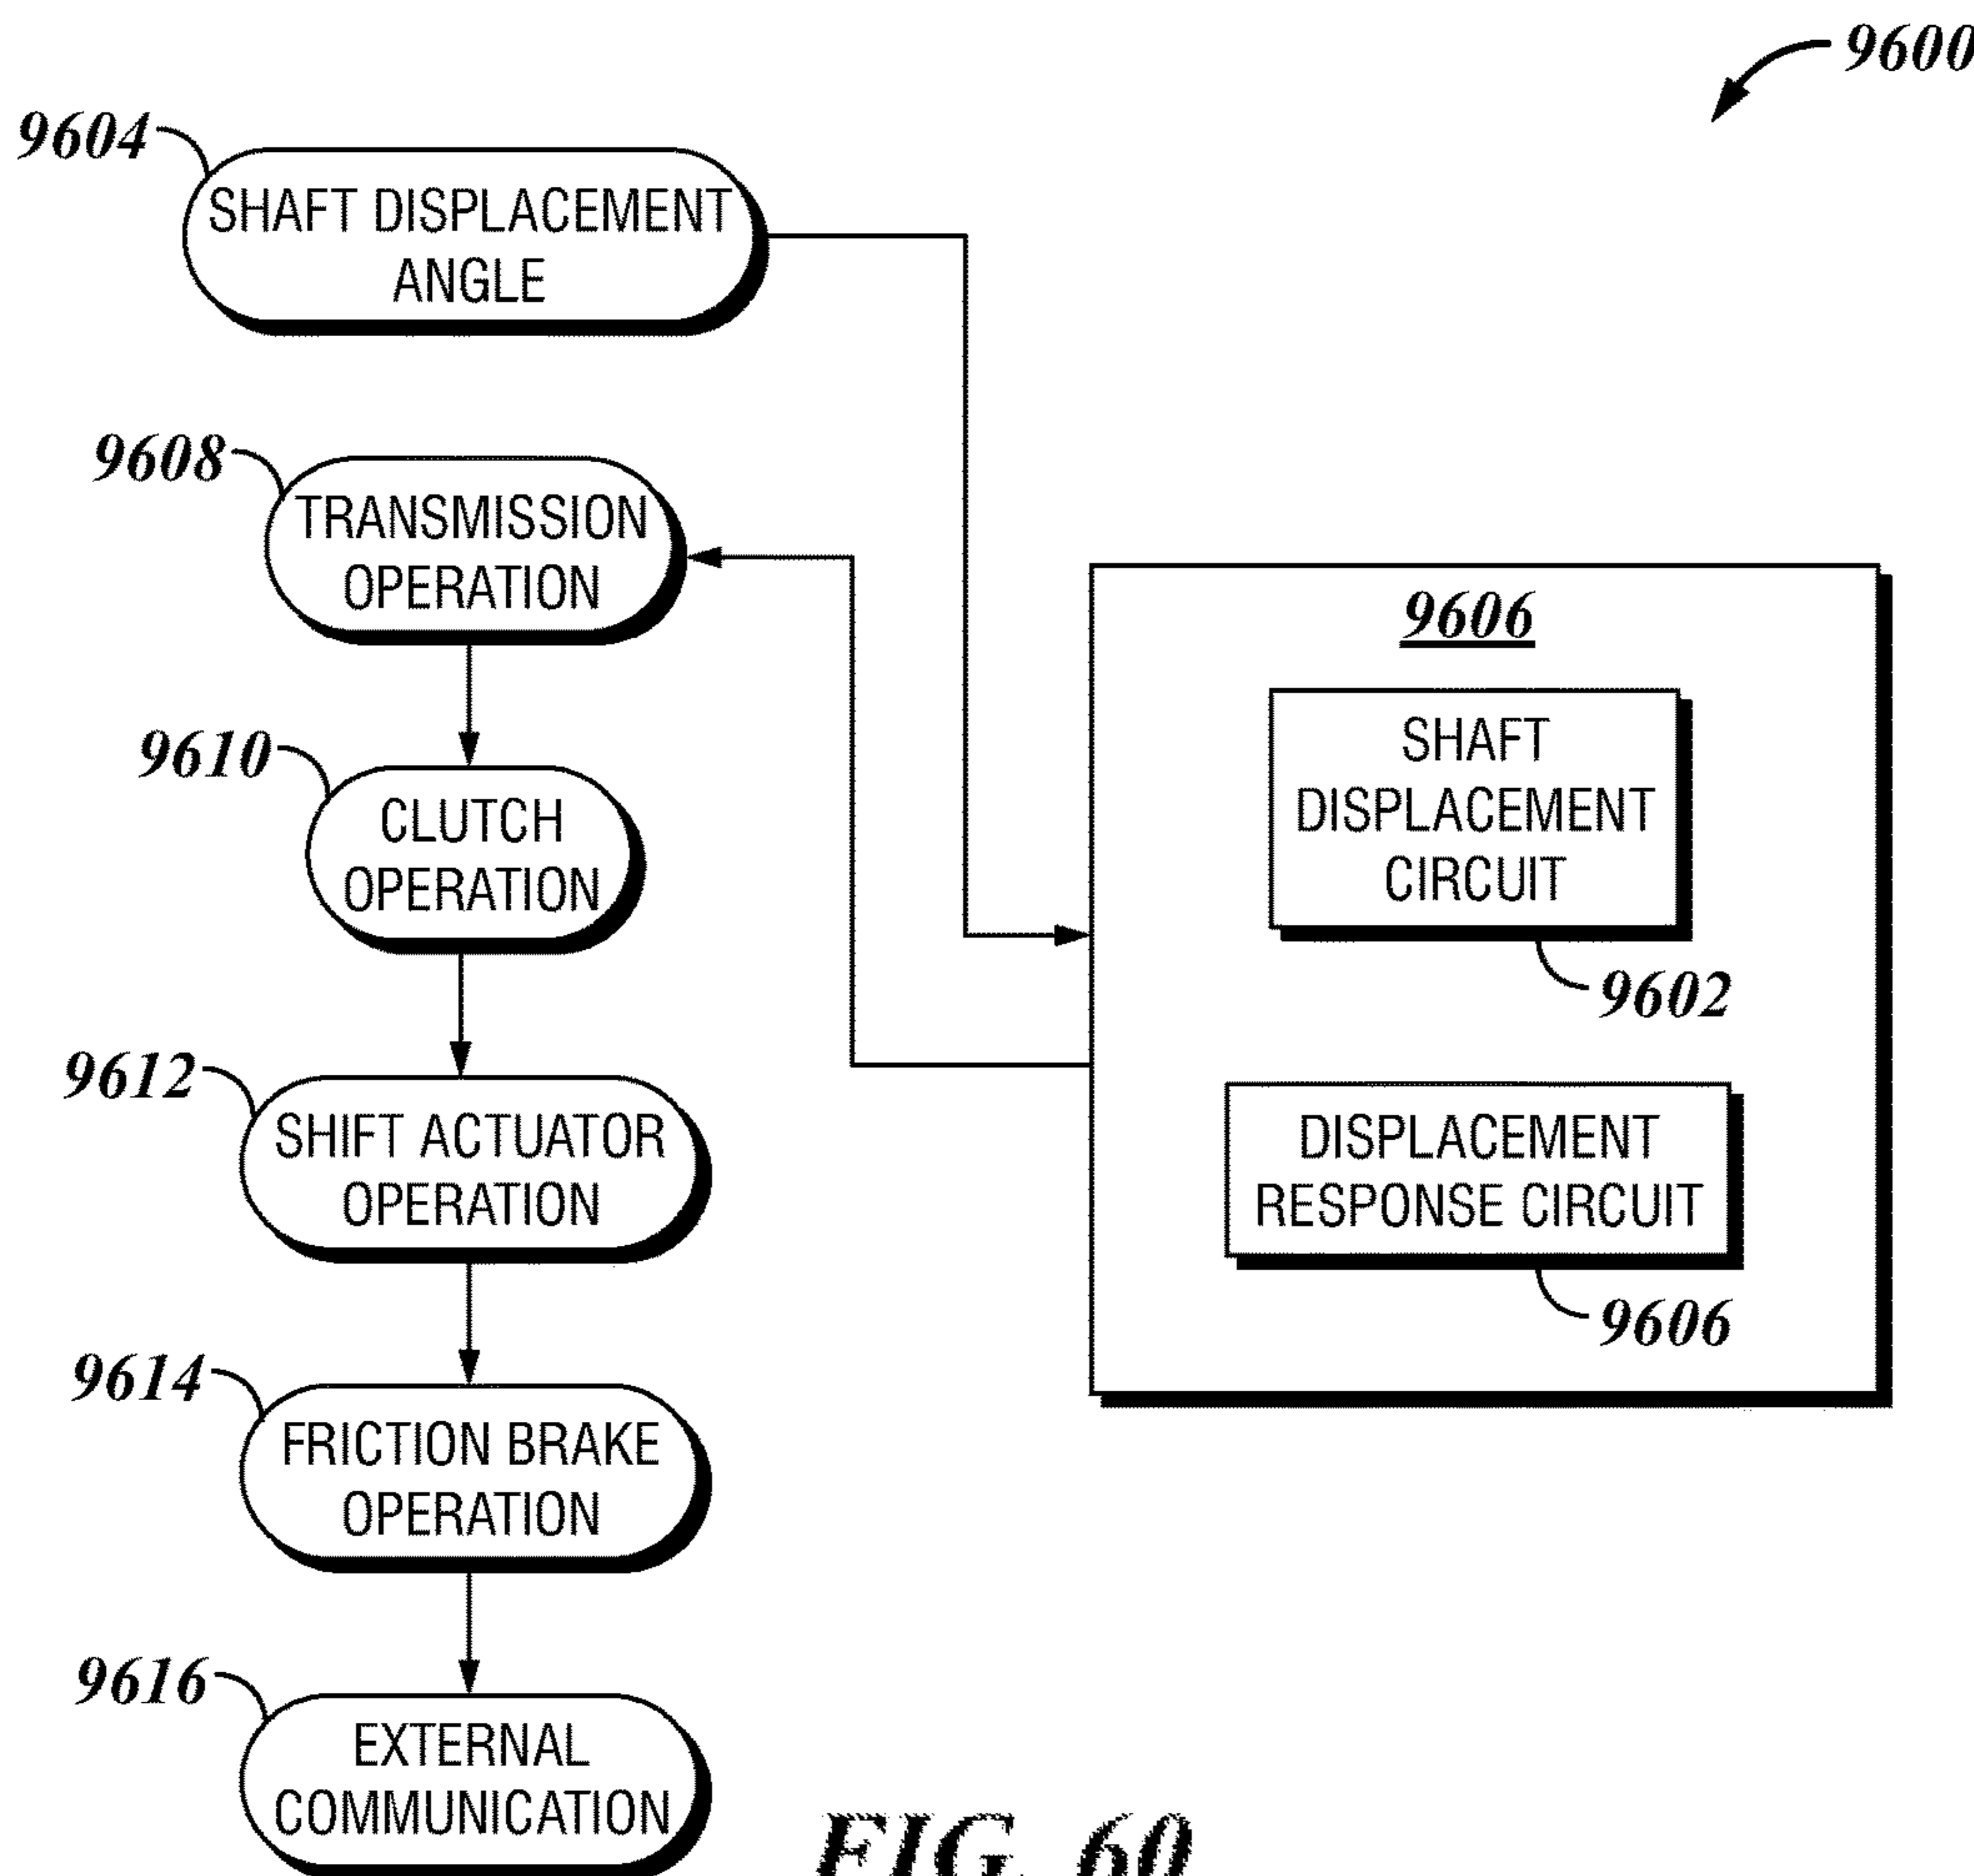 9600
9604
SHAFT DISPLACEMENT
ANGLE
9608
TRANSMISSION
OPERATION
9606
SHAFT
DISPLACEMENT
CIRCUIT
9602
9610
CLUTCH
OPERATION
9612
SHIFT ACTUATOR
OPERATION
DISPLACEMENT
RESPONSE CIRCUIT
9606
9614
FRICTION BRAKE
OPERATION
9616
EXTERNAL
COMMUNICATION
FIG. 60